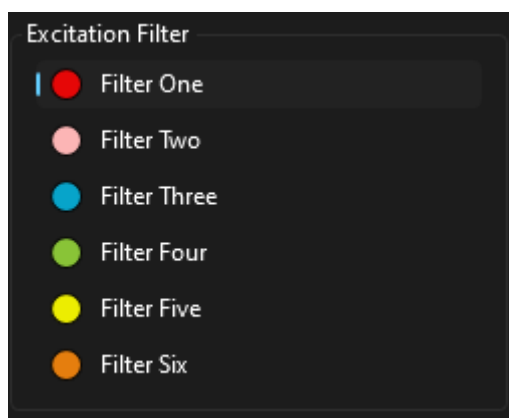 Excitation Filter
Filter One
Filter Two
Filter Three
Filter Four
Filter Five
Filter Six